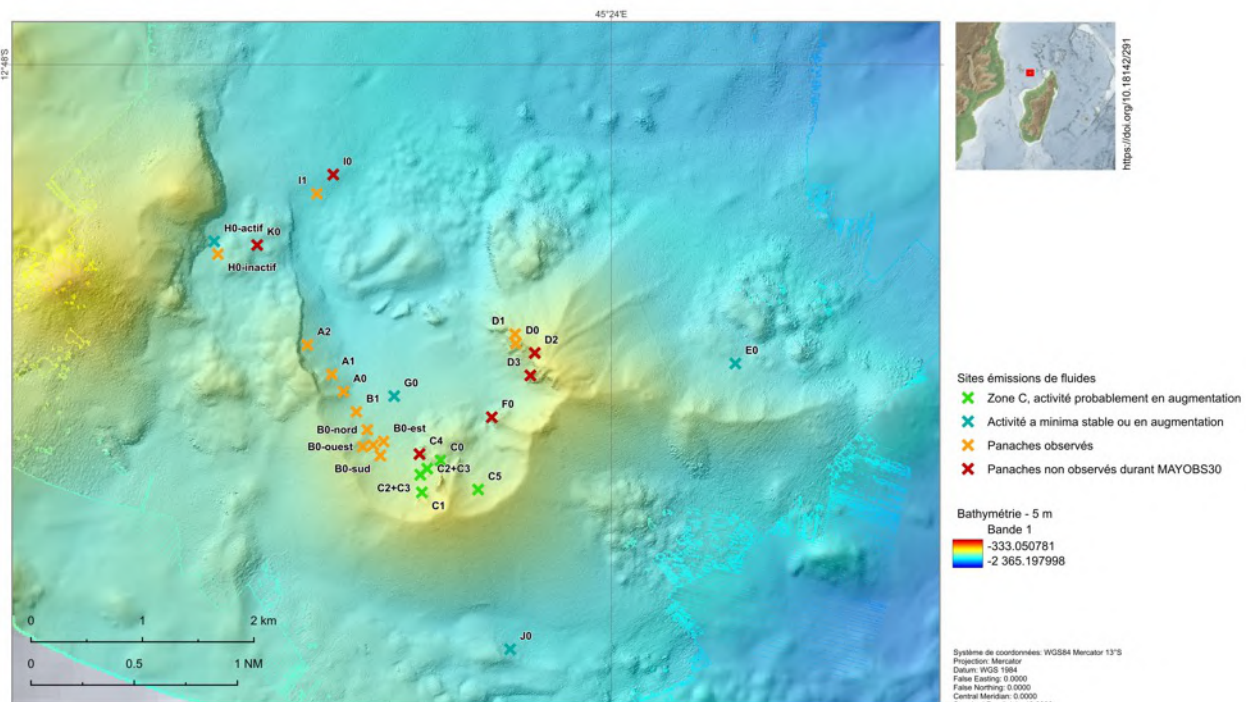 45°24'E
12°48'S
I0
I1
H0-actif
K0
H0-inactif
A2
A1
A0
G0
B1
B0-nord
B0-est
B0-ouest
B0-sud
D1
D0
D2
D3
E0
F0
C4
C0
C2+C3
C2+C3
C5
C1
J0
0 1 2 km
0 0.5 1 NM
https://doi.org/10.18142/291
Sites émissions de fluides
Zone C, activité probablement en augmentation
Activité a minima stable ou en augmentation
Panaches observés
Panaches non observés durant MAYOBS30
Bathymétrie - 5 m
Bande 1
-333.050781
-2 365.197998
Système de coordonnées: WGS84 Mercator 13°S
Projection: Mercator
Datum: WGS 1984
False Easting: 0.0000
False Northing: 0.0000
Central Meridian: 0.0000